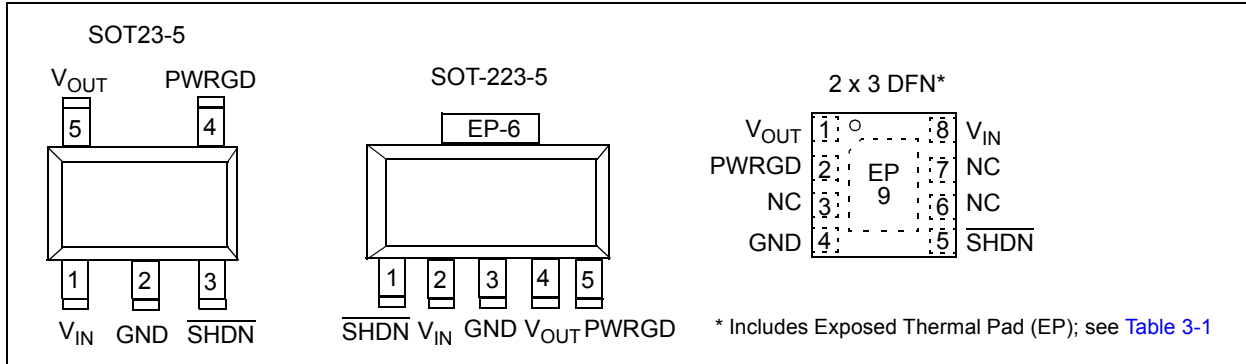 SOT23-5
VOUT PWRGD
5 4
1 2 3
VIN GND SHDN
SOT-223-5
EP-6
1 2 3 4 5
SHDN VIN GND VOUT PWRGD
2 x 3 DFN*
VOUT 1 8 VIN
PWRGD 2 EP 7 NC
NC 3 9 6 NC
GND 4 5 SHDN
* Includes Exposed Thermal Pad (EP); see Table 3-1